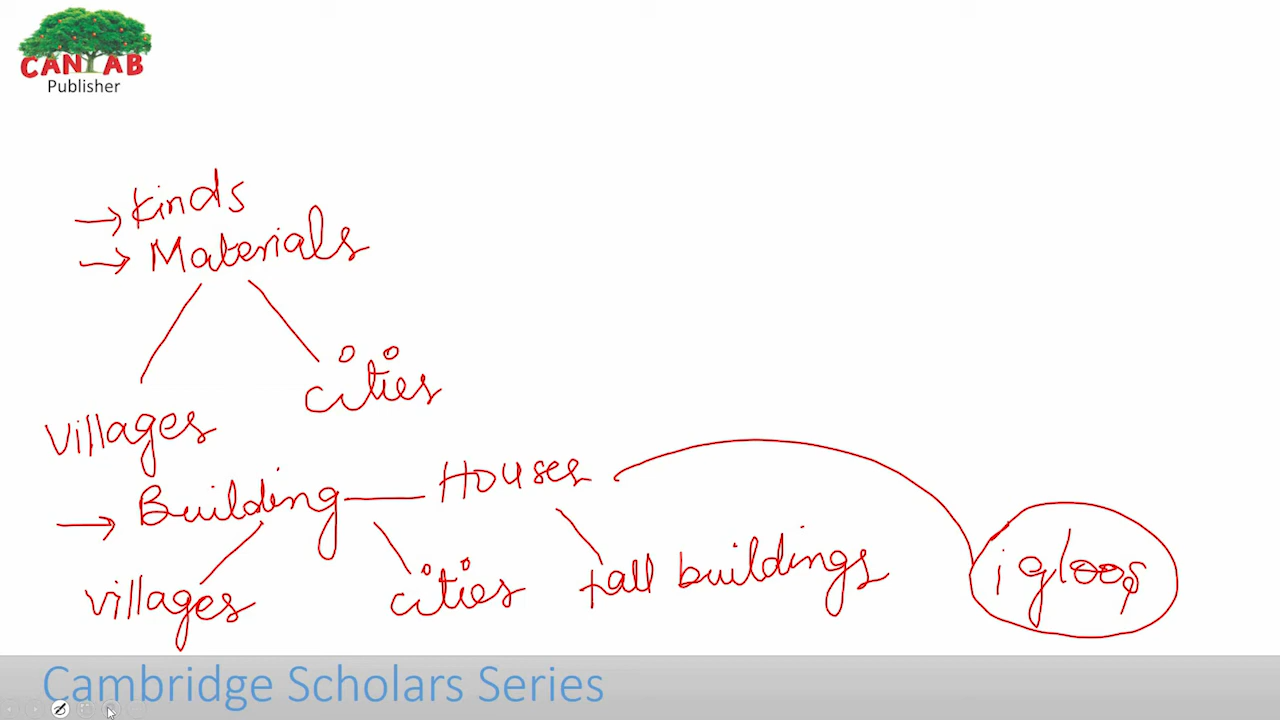 CANTAB
Publisher
→ Kinds
→ Materials
villages cities
→ Building — Houses
villages cities tall buildings igloos
Cambridge Scholars Series